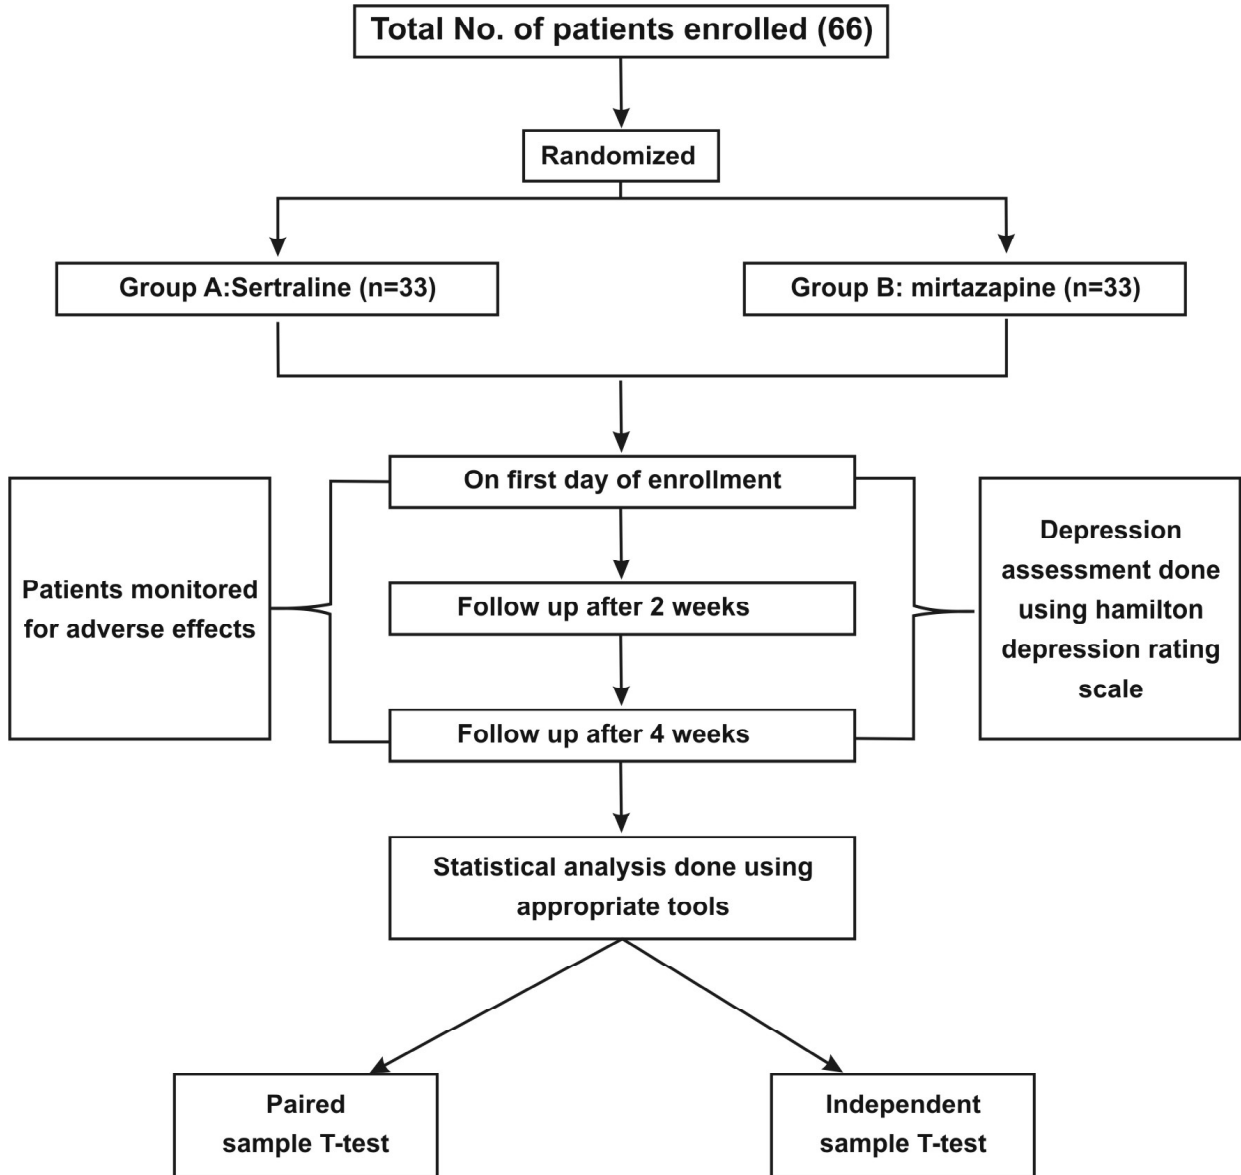 Total No. of patients enrolled (66)
Randomized
Group A:Sertraline (n=33)
Group B: mirtazapine (n=33)
On first day of enrollment
Patients monitored
for adverse effects
Follow up after 2 weeks
Follow up after 4 weeks
Depression
assessment done
using hamilton
depression rating
scale
Statistical analysis done using
appropriate tools
Paired
sample T-test
Independent
sample T-test